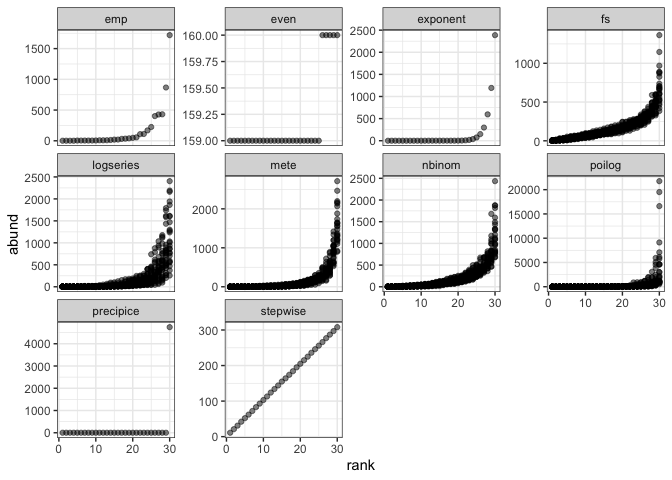 emp even exponent fs
1500 1000 500 0
160.00 159.75 159.50 159.25 159.00
2500 2000 1500 1000 500 0
1000 500 0
logseries mete nbinom poilog
2500 2000 1500 1000 500 0
2000 1000 0
2500 2000 1500 1000 500 0
20000 15000 10000 5000 0
0 10 20 30
0 10 20 30
precipice stepwise
4000 3000 2000 1000 0
300 200 100 0
0 10 20 30
0 10 20 30
abund
rank